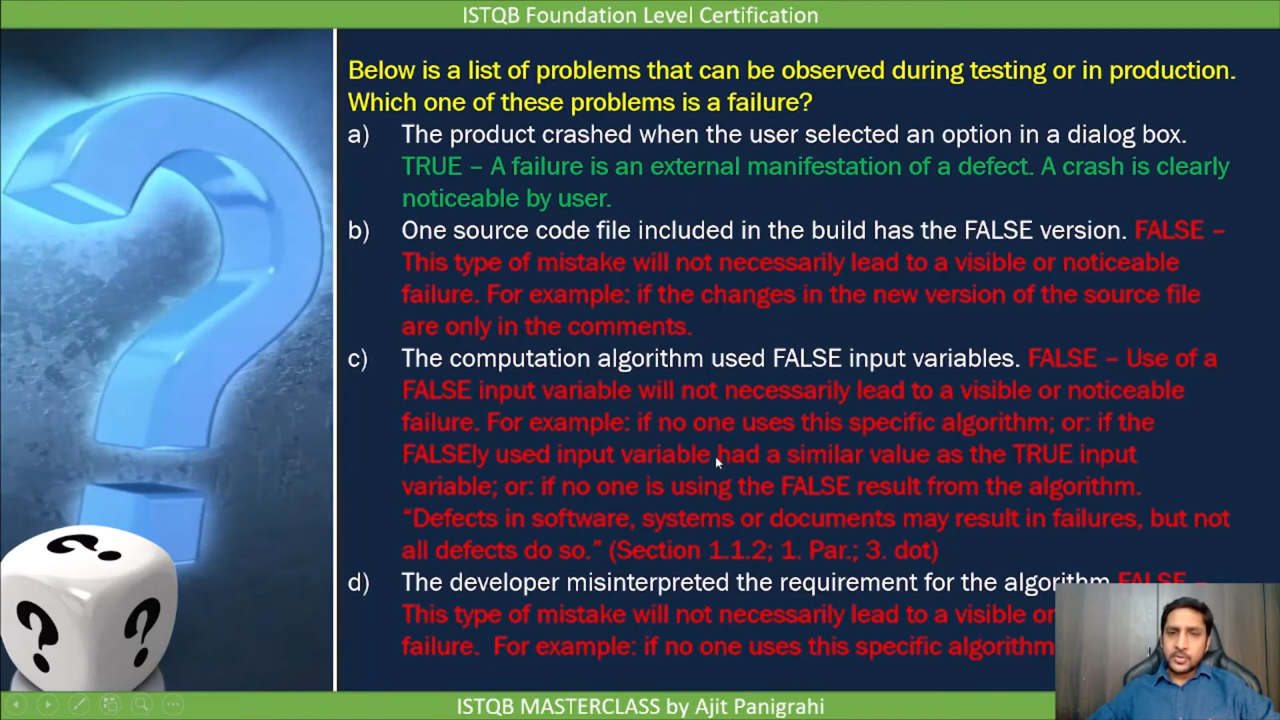 ISTQB Foundation Level Certification
Below is a list of problems that can be observed during testing or in production.
Which one of these problems is a failure?
a) The product crashed when the user selected an option in a dialog box.
TRUE – A failure is an external manifestation of a defect. A crash is clearly
noticeable by user.
b) One source code file included in the build has the FALSE version. FALSE –
This type of mistake will not necessarily lead to a visible or noticeable
failure. For example: if the changes in the new version of the source file
are only in the comments.
c) The computation algorithm used FALSE input variables. FALSE – Use of a
FALSE input variable will not necessarily lead to a visible or noticeable
failure. For example: if no one uses this specific algorithm; or: if the
FALSEly used input variable had a similar value as the TRUE input
variable; or: if no one is using the FALSE result from the algorithm.
“Defects in software, systems or documents may result in failures, but not
all defects do so.” (Section 1.1.2; 1. Par.; 3. dot)
d) The developer misinterpreted the requirement for the algorithm FALSE –
This type of mistake will not necessarily lead to a visible or
failure. For example: if no one uses this specific algorithm
? ? ?
ISTQB MASTERCLASS by Ajit Panigrahi